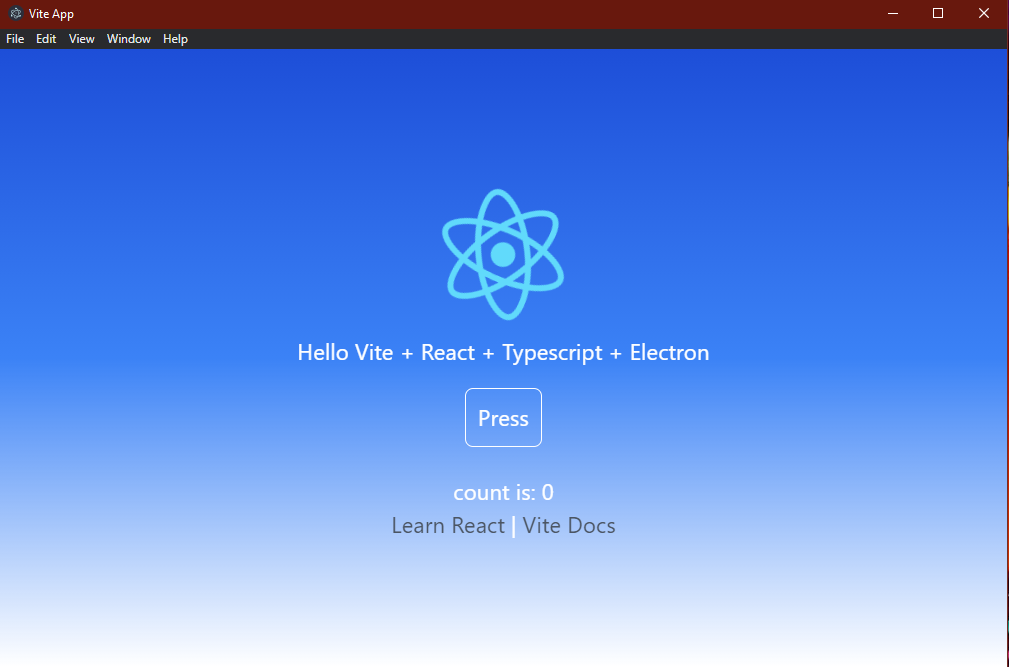 Vite App
File Edit View Window Help
Hello Vite + React + Typescript + Electron
Press
count is: 0
Learn React | Vite Docs